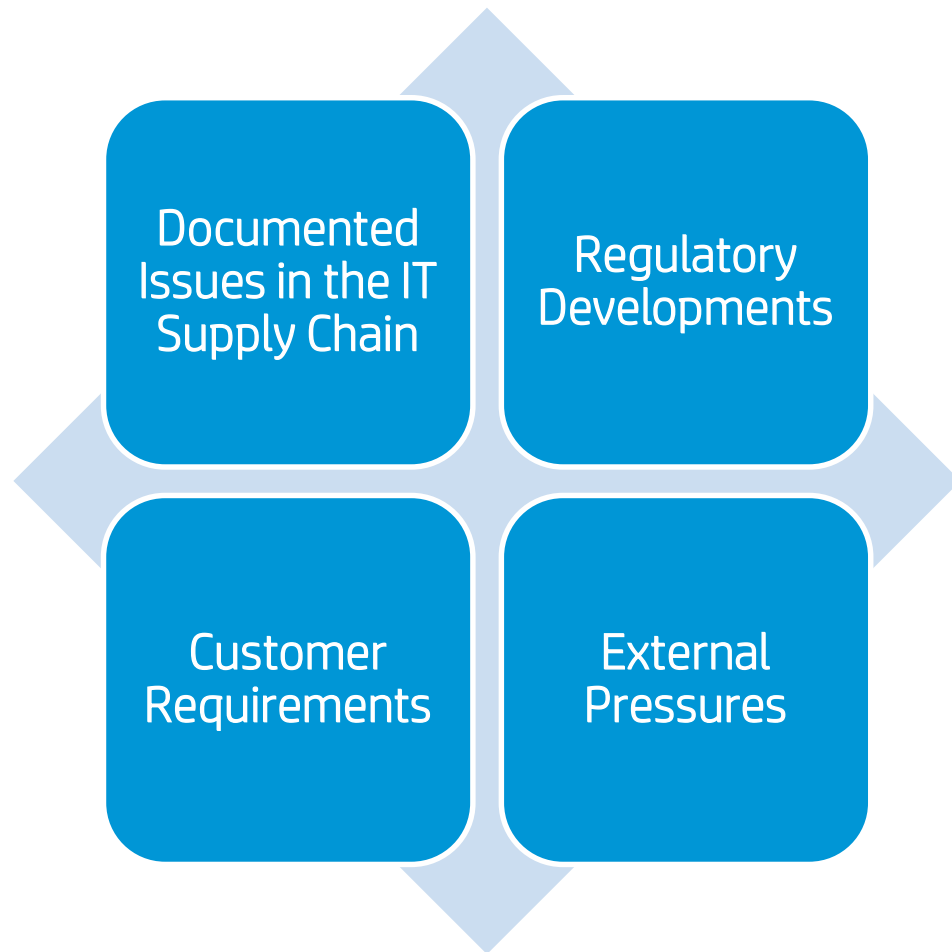 Documented
Issues in the IT
Supply Chain
Regulatory
Developments
Customer
Requirements
External
Pressures